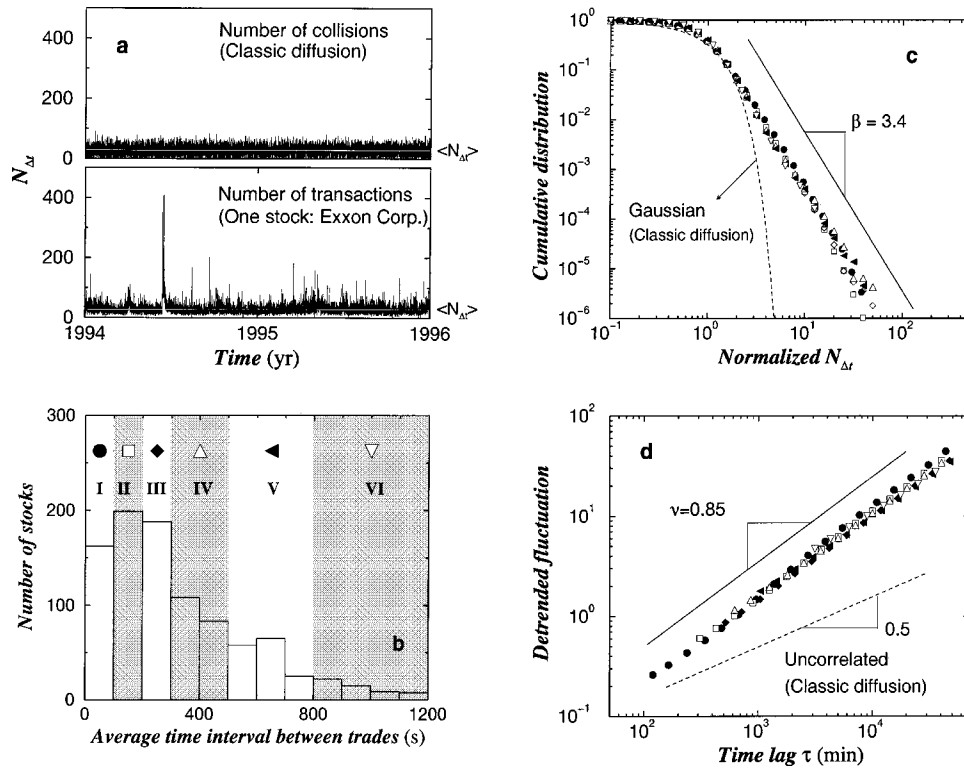 a
Number of collisions
(Classic diffusion)
400
200
0
<N_Δt>
N_Δt
Number of transactions
(One stock: Exxon Corp.)
400
200
0
<N_Δt>
1994 1995 1996
Time (yr)
c
10^0
10^-1
10^-2
10^-3
10^-4
10^-5
10^-6
β = 3.4
Gaussian
(Classic diffusion)
Cumulative distribution
10^-1 10^0 10^1 10^2
Normalized N_Δt
300
200
100
0
I II III IV V VI
b
Number of stocks
0 200 400 600 800 1000 1200
Average time interval between trades (s)
d
10^2
10^1
10^0
10^-1
ν=0.85
0.5
Uncorrelated
(Classic diffusion)
Detrended fluctuation
10^2 10^3 10^4
Time lag τ (min)